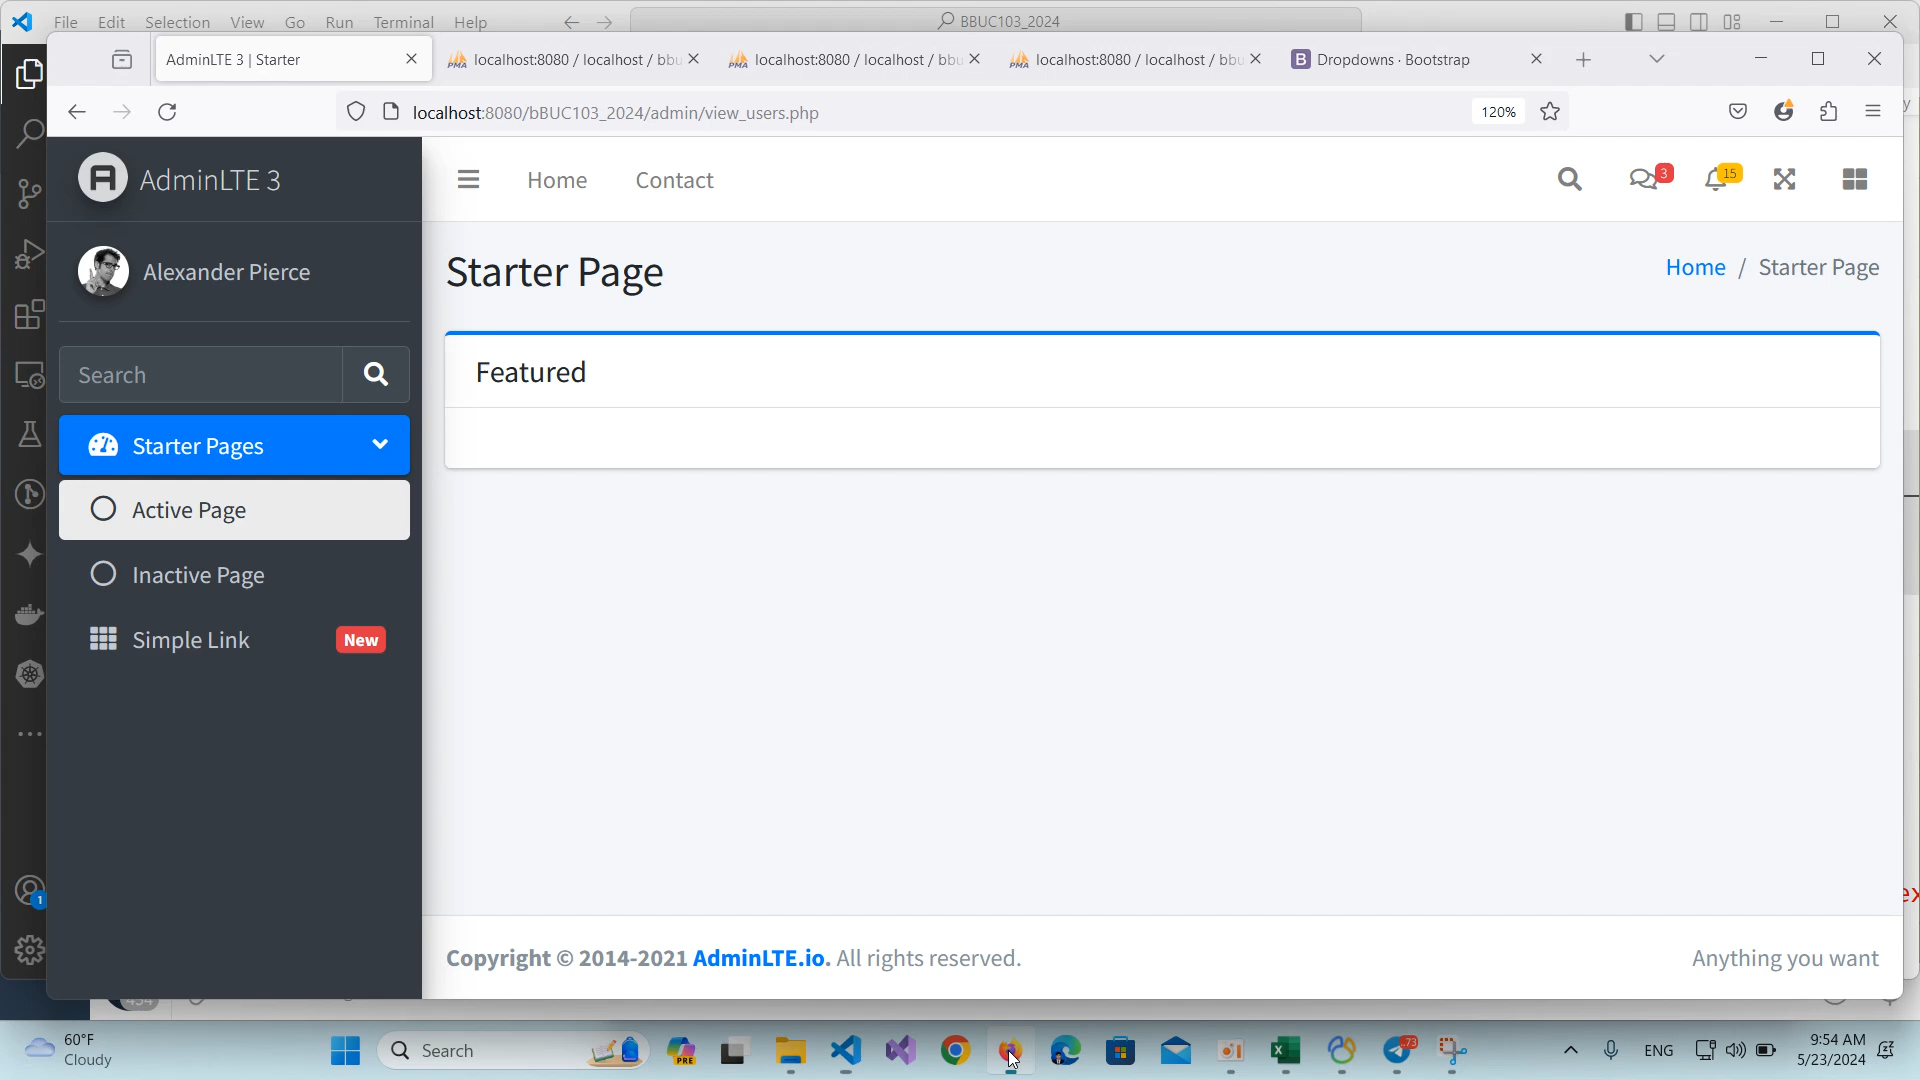 File Edit Selection View Go Run Terminal Help
BBUC103_2024
AdminLTE 3 | Starter
localhost:8080 / localhost / bbu
localhost:8080 / localhost / bbu
localhost:8080 / localhost / bbu
B Dropdowns · Bootstrap
localhost:8080/bBUC103_2024/admin/view_users.php
120%
AdminLTE 3
Home
Contact
3
15
Alexander Pierce
Starter Page
Home / Starter Page
Search
Featured
Starter Pages
Active Page
Inactive Page
Simple Link
New
1
Copyright © 2014-2021 AdminLTE.io. All rights reserved.
Anything you want
60°F
Cloudy
Search
PRE
73
ENG
9:54 AM
5/23/2024